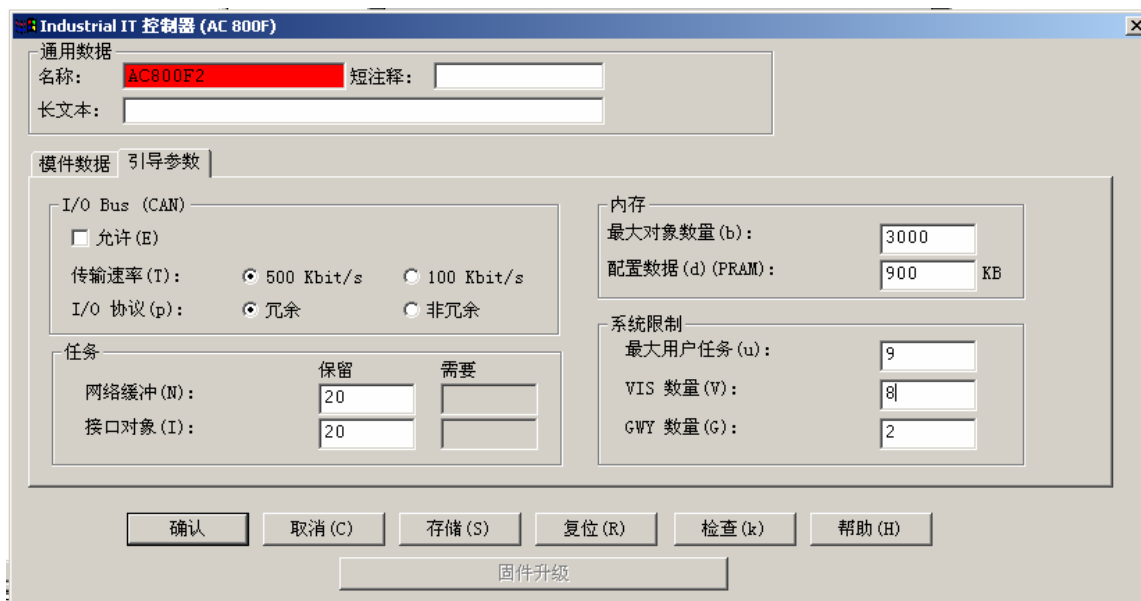 Industrial IT 控制器 (AC 800F)
通用数据
名称: AC800F2 短注释:
长文本:
模件数据 引导参数
I/O Bus (CAN)
允许(E)
传输速率(T): 500 Kbit/s 100 Kbit/s
I/O 协议(p): 冗余 非冗余
任务
保留 需要
网络缓冲(N): 20
接口对象(I): 20
内存
最大对象数量(b): 3000
配置数据(d)(PRAM): 900 KB
系统限制
最大用户任务(u): 9
VIS 数量(V): 8
GWY 数量(G): 2
确认 取消(C) 存储(S) 复位(R) 检查(k) 帮助(H)
固件升级